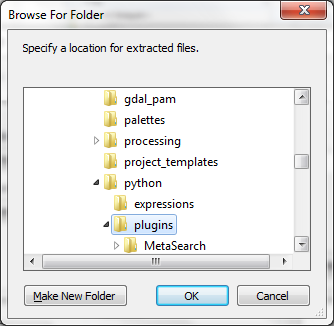 Browse For Folder
Specify a location for extracted files.
gdal_pam
palettes
processing
project_templates
python
expressions
plugins
MetaSearch
Make New Folder
OK
Cancel